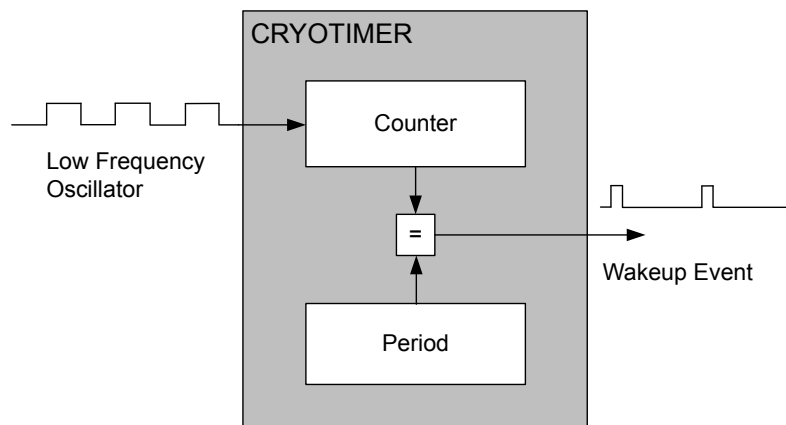 CRYOTIMER
Counter
Low Frequency
Oscillator
=
Wakeup Event
Period